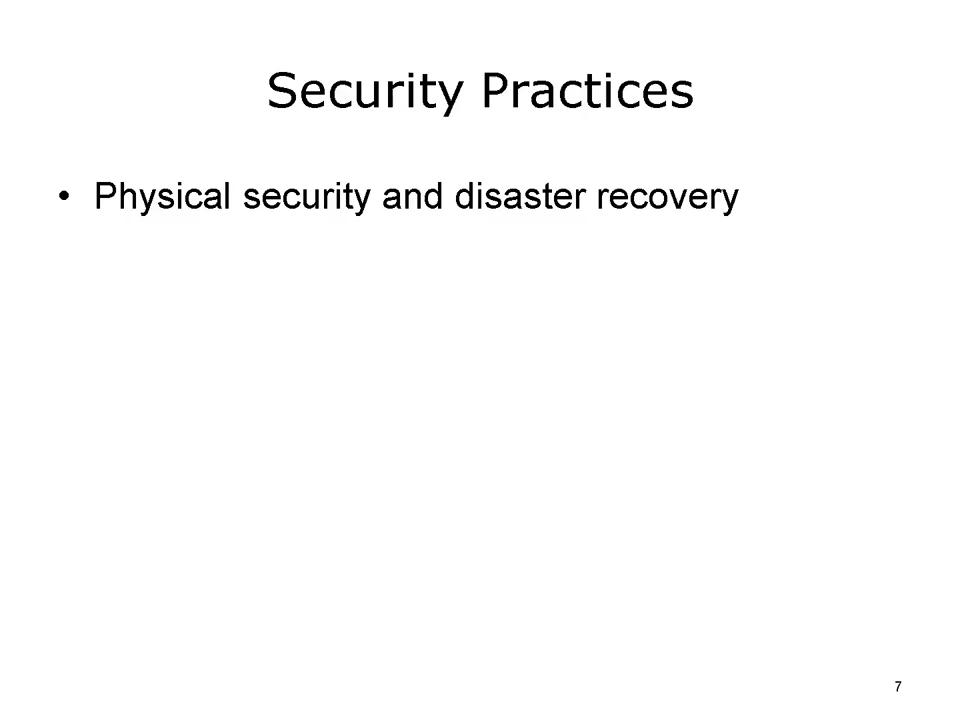 Security Practices
• Physical security and disaster recovery
7